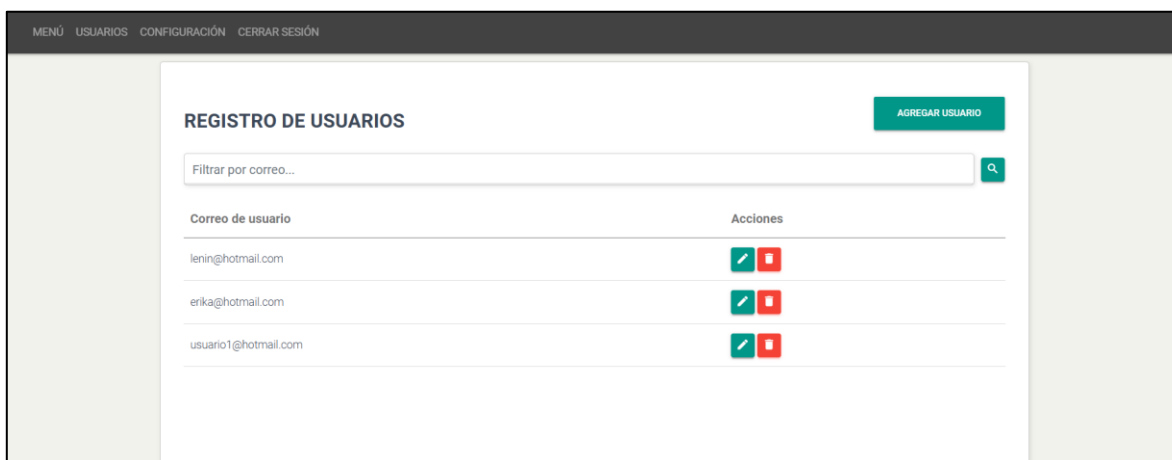 MENÚ USUARIOS CONFIGURACIÓN CERRAR SESIÓN
REGISTRO DE USUARIOS
AGREGAR USUARIO
Filtrar por correo...
Correo de usuario Acciones
lenin@hotmail.com
erika@hotmail.com
usuario1@hotmail.com